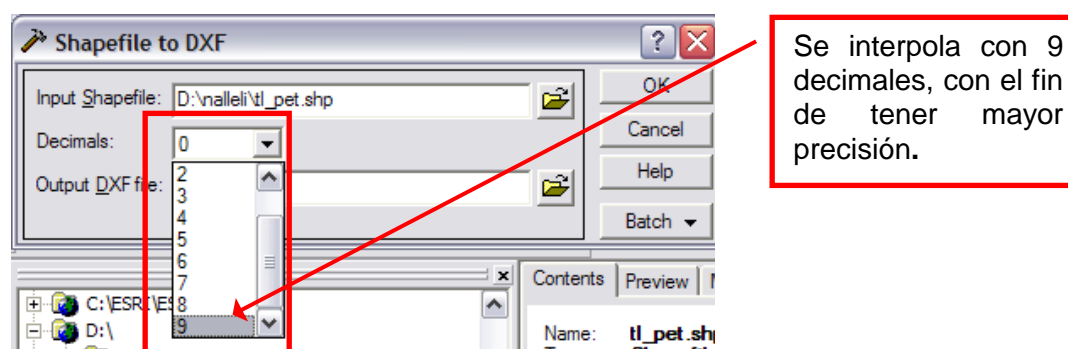 Shapefile to DXF
Input Shapefile: D:\nalleli\tl_pet.shp
Decimals: 0
Output DXF file:
2
3
4
5
6
7
8
9
OK
Cancel
Help
Batch
C:\ESRI\ES
D:\
Contents Preview
Name: tl_pet.sh
Se interpola con 9
decimales, con el fin
de tener mayor
precisión.